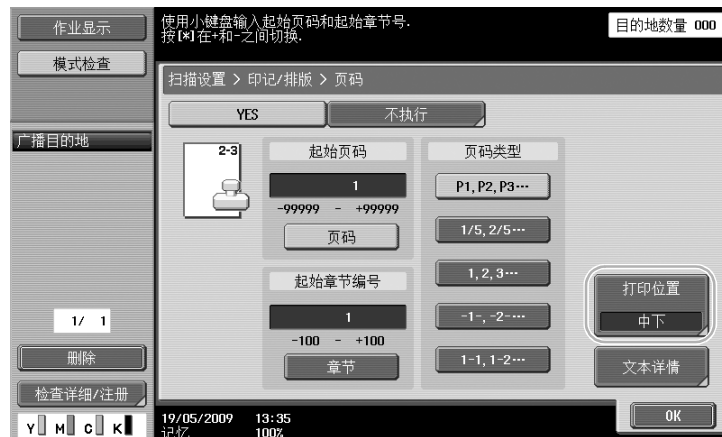 作业显示
使用小键盘输入起始页码和起始章节号.
按[*]在+和-之间切换.
目的地数量 000
模式检查
扫描设置 > 印记/排版 > 页码
YES
不执行
广播目的地
2-3
起始页码
页码类型
1
P1,P2,P3···
-99999 - +99999
页码
1/5,2/5···
起始章节编号
1,2,3···
打印位置
中下
1/ 1
1
-1-,-2-···
-100 - +100
删除
章节
1-1,1-2···
文本详情
检查详细/注册
OK
Y M C K
19/05/2009 13:35
记忆 100%